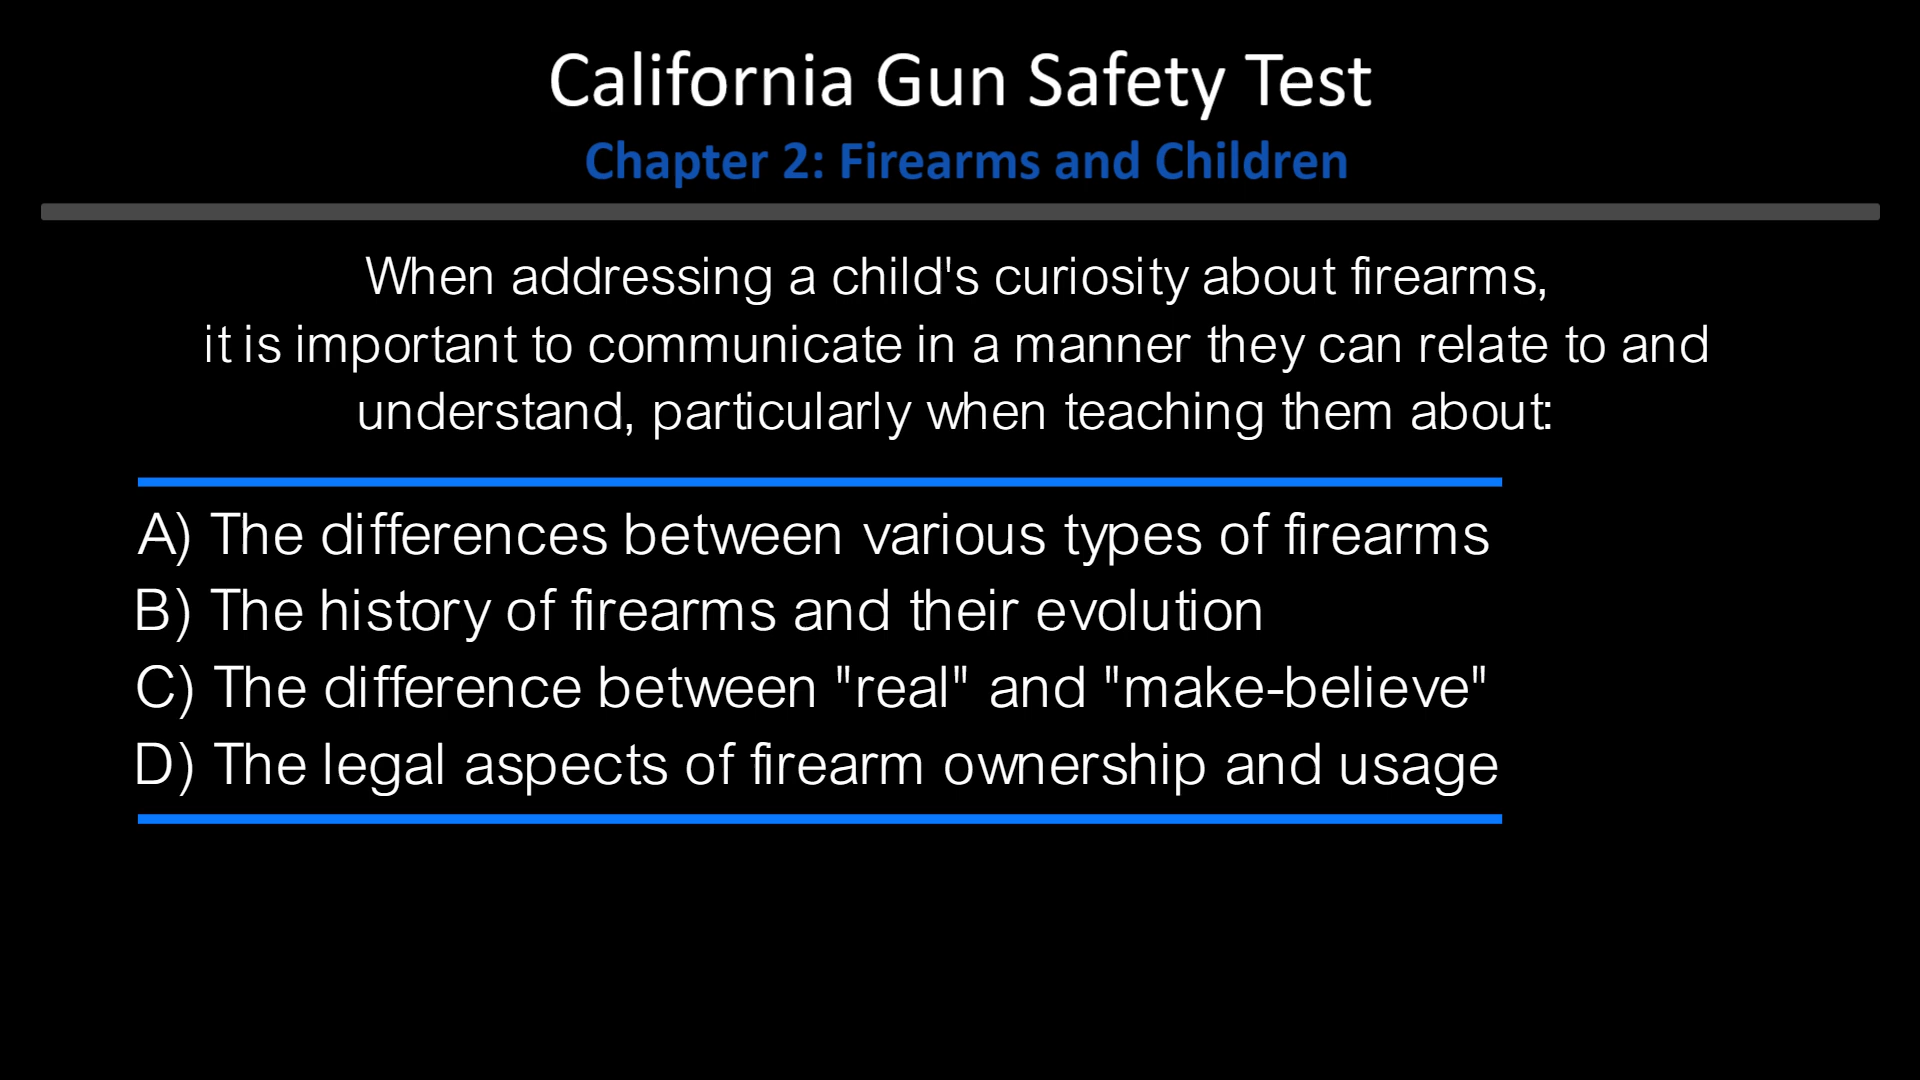 California Gun Safety Test
Chapter 2: Firearms and Children
When addressing a child's curiosity about firearms,
it is important to communicate in a manner they can relate to and
understand, particularly when teaching them about:
A) The differences between various types of firearms
B) The history of firearms and their evolution
C) The difference between "real" and "make-believe"
D) The legal aspects of firearm ownership and usage